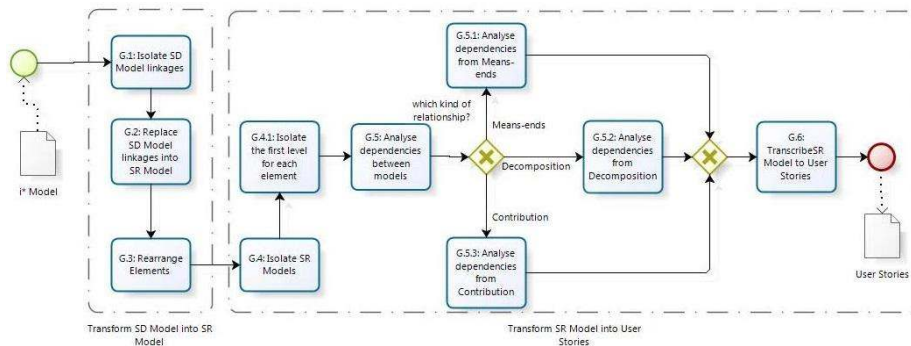 i* Model
G.1: Isolate SD
Model linkages
G.2: Replace
SD Model
linkages into
SR Model
G.3: Rearrange
Elements
Transform SD Model into SR
Model
G.4: Isolate SR
Models
G.4.1: Isolate
the first level
for each
element
G.5: Analyse
dependencies
between
models
which kind of
relationship?
Means-ends
Decomposition
Contribution
G.5.1: Analyse
dependencies
from Means-
ends
G.5.2: Analyse
dependencies
from
Decomposition
G.5.3: Analyse
dependencies
from
Contribution
G.6:
TranscribeSR
Model to User
Stories
User Stories
Transform SR Model into User
Stories